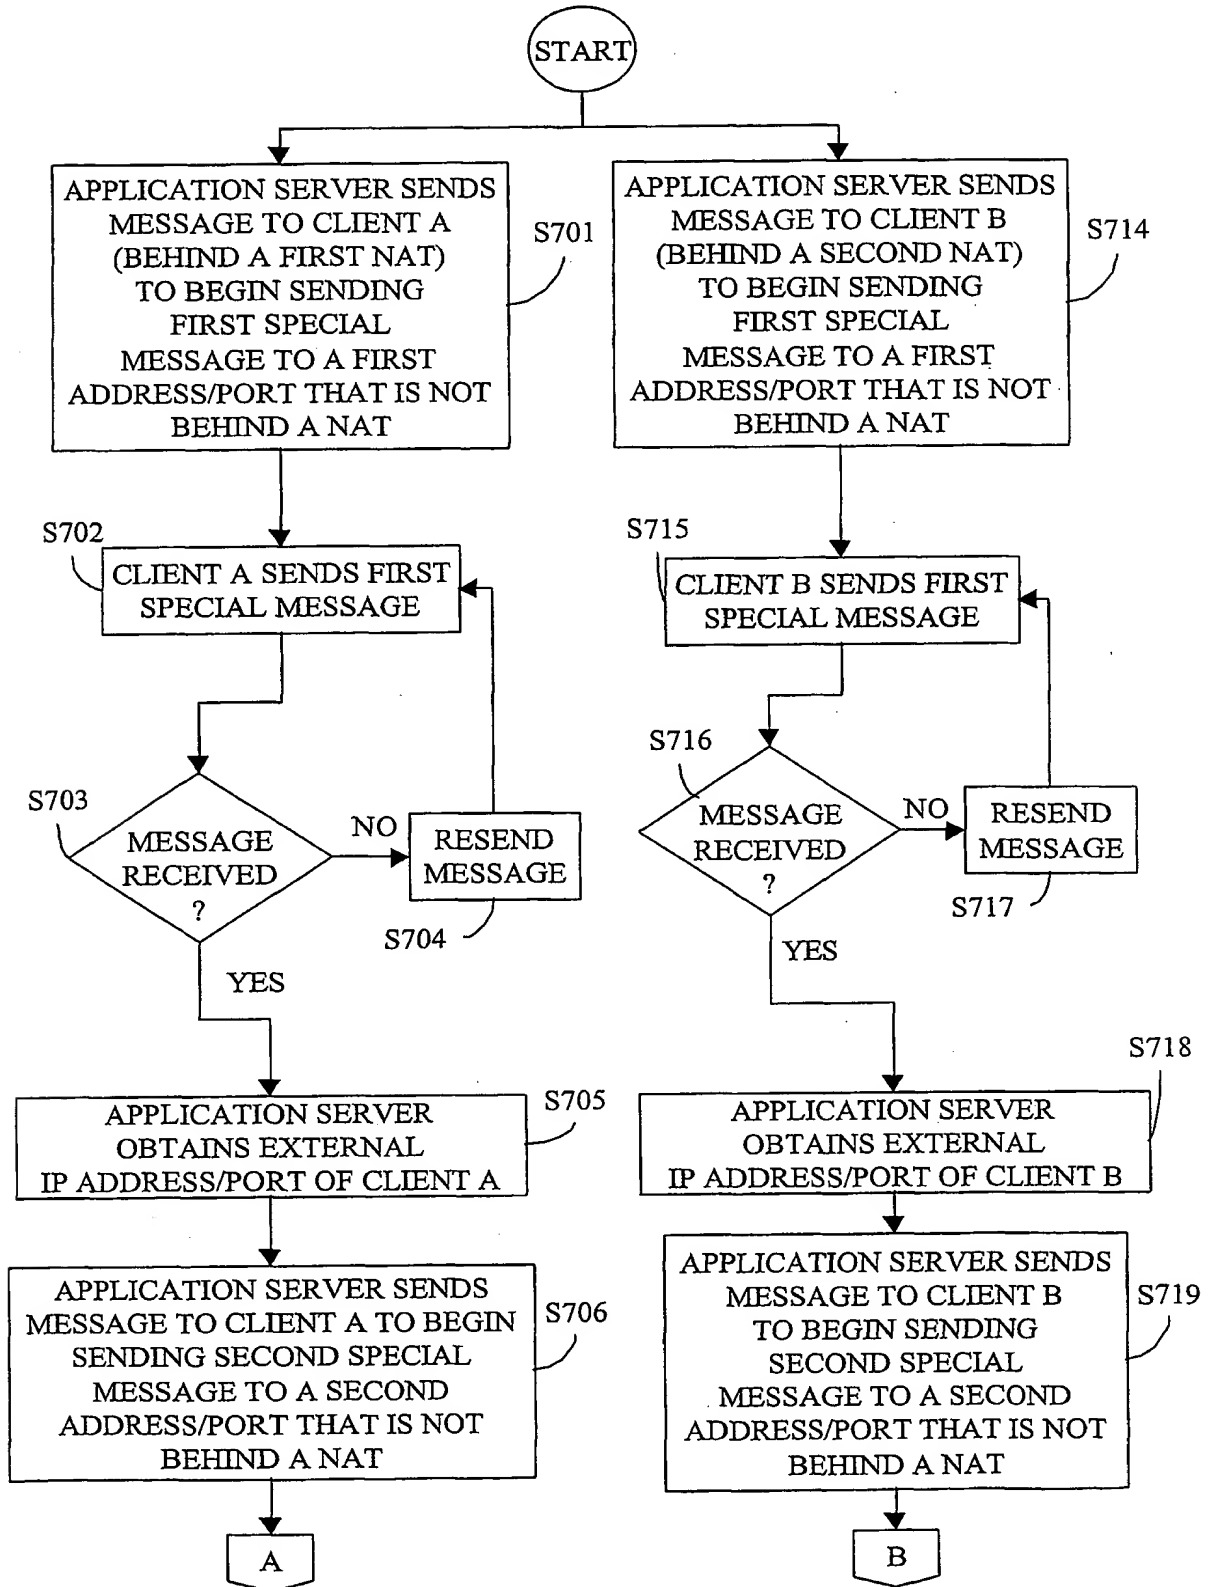 START
APPLICATION SERVER SENDS
MESSAGE TO CLIENT A
(BEHIND A FIRST NAT)
TO BEGIN SENDING
FIRST SPECIAL
MESSAGE TO A FIRST
ADDRESS/PORT THAT IS NOT
BEHIND A NAT
S701
APPLICATION SERVER SENDS
MESSAGE TO CLIENT B
(BEHIND A SECOND NAT)
TO BEGIN SENDING
FIRST SPECIAL
MESSAGE TO A FIRST
ADDRESS/PORT THAT IS NOT
BEHIND A NAT
S714
S702
CLIENT A SENDS FIRST
SPECIAL MESSAGE
S715
CLIENT B SENDS FIRST
SPECIAL MESSAGE
S703
MESSAGE
RECEIVED
?
NO
RESEND
MESSAGE
S704
YES
S716
MESSAGE
RECEIVED
?
NO
RESEND
MESSAGE
S717
YES
APPLICATION SERVER
OBTAINS EXTERNAL
IP ADDRESS/PORT OF CLIENT A
S705
APPLICATION SERVER
OBTAINS EXTERNAL
IP ADDRESS/PORT OF CLIENT B
S718
APPLICATION SERVER SENDS
MESSAGE TO CLIENT A TO BEGIN
SENDING SECOND SPECIAL
MESSAGE TO A SECOND
ADDRESS/PORT THAT IS NOT
BEHIND A NAT
S706
APPLICATION SERVER SENDS
MESSAGE TO CLIENT B
TO BEGIN SENDING
SECOND SPECIAL
MESSAGE TO A SECOND
ADDRESS/PORT THAT IS NOT
BEHIND A NAT
S719
A
B